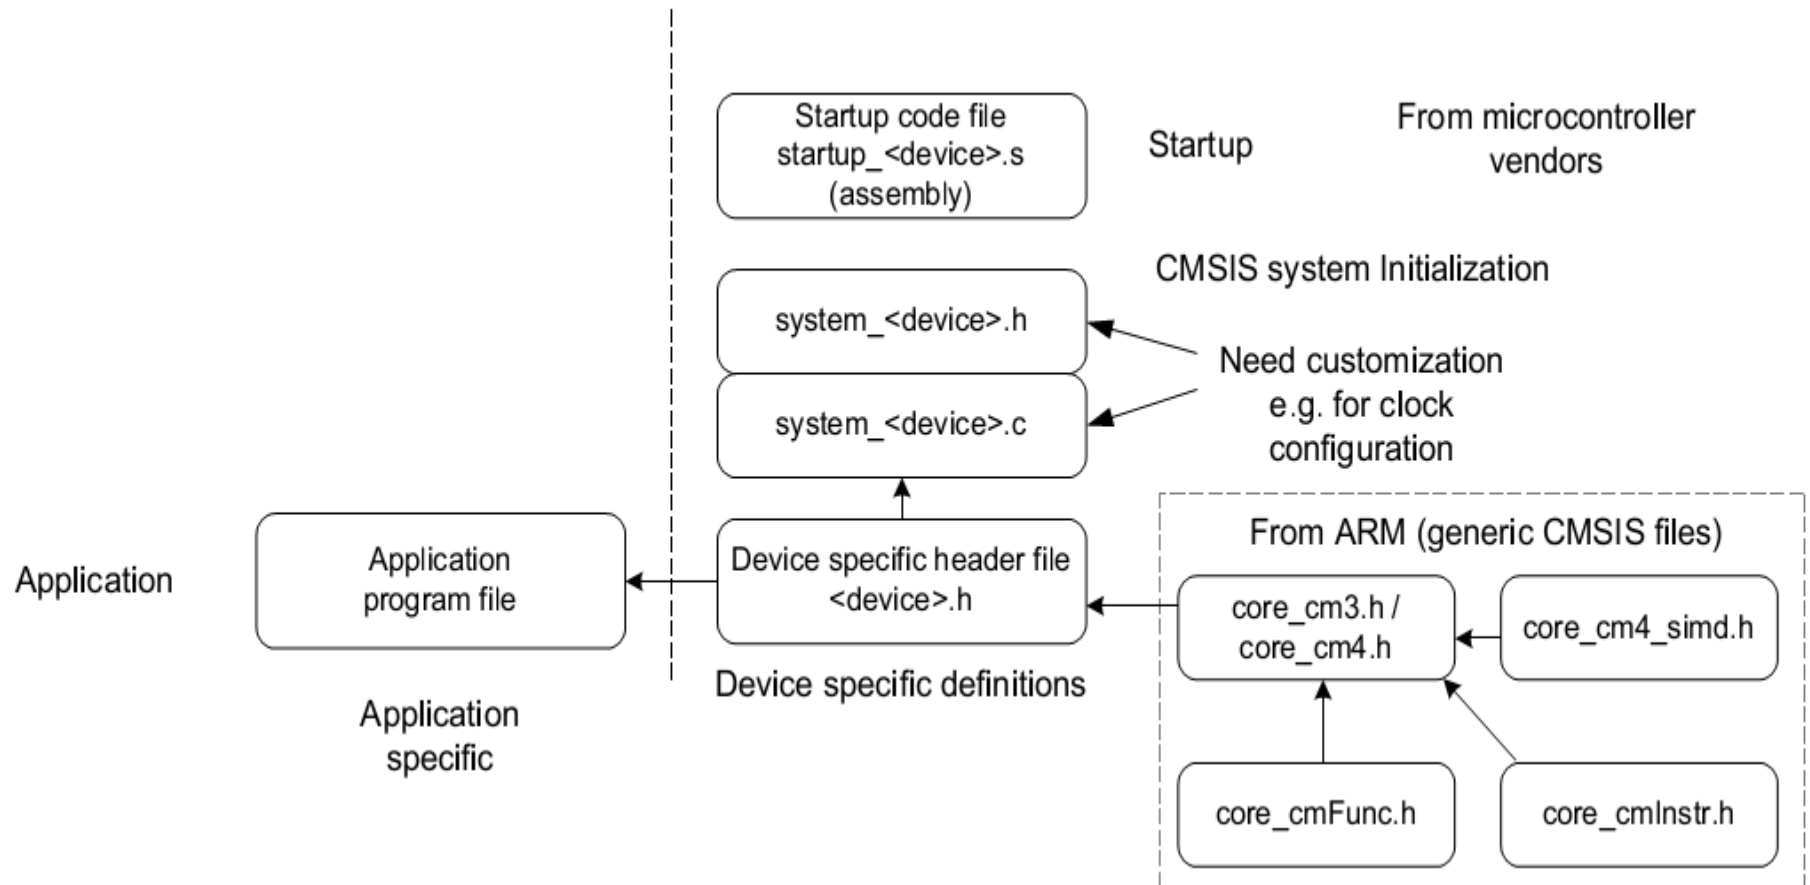 Startup code file
startup_<device>.s
(assembly)
Startup
From microcontroller
vendors
CMSIS system Initialization
system_<device>.h
system_<device>.c
Need customization
e.g. for clock
configuration
Application
Application
program file
Application
specific
Device specific header file
<device>.h
Device specific definitions
From ARM (generic CMSIS files)
core_cm3.h /
core_cm4.h
core_cm4_simd.h
core_cmFunc.h
core_cmInstr.h